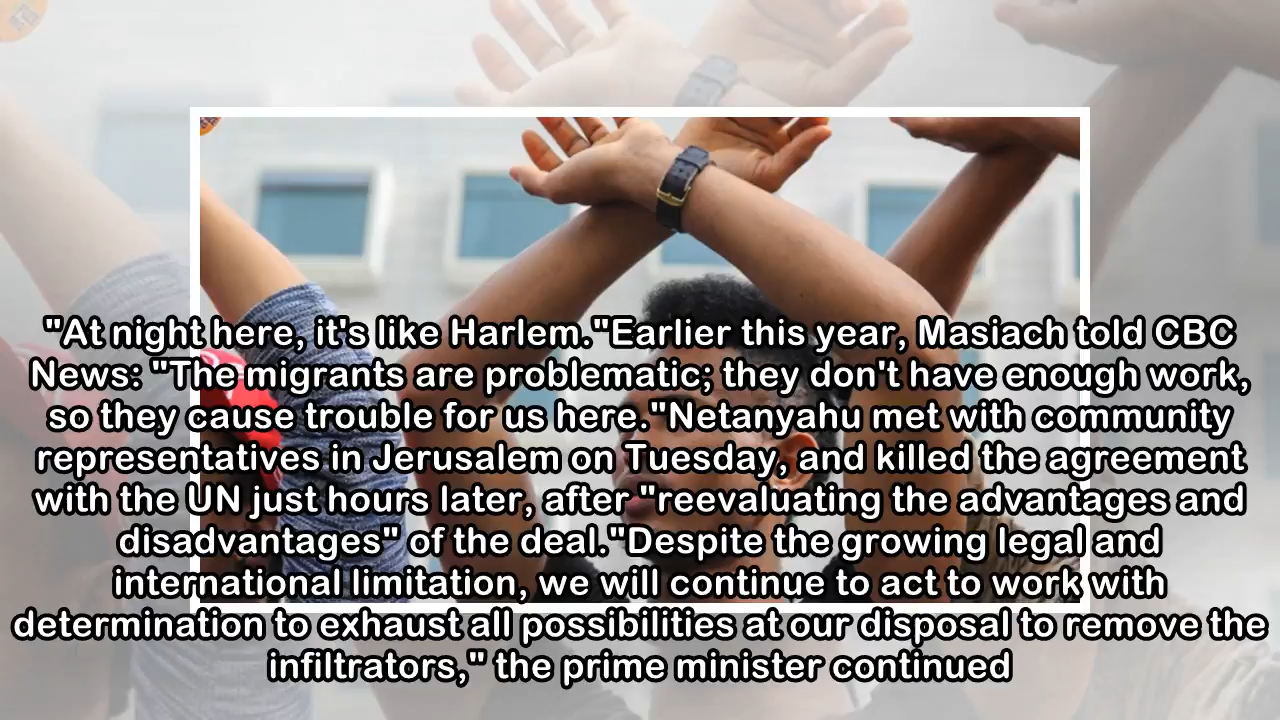 "At night here, it's like Harlem."Earlier this year, Masiach told CBC
News: "The migrants are problematic; they don't have enough work,
so they cause trouble for us here."Netanyahu met with community
representatives in Jerusalem on Tuesday, and killed the agreement
with the UN just hours later, after "reevaluating the advantages and
disadvantages" of the deal."Despite the growing legal and
international limitation, we will continue to act to work with
determination to exhaust all possibilities at our disposal to remove the
infiltrators," the prime minister continued